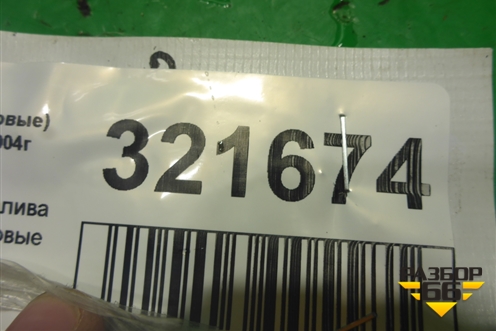 овые)
004г
321674
лива
овые
РАЗБОР
66